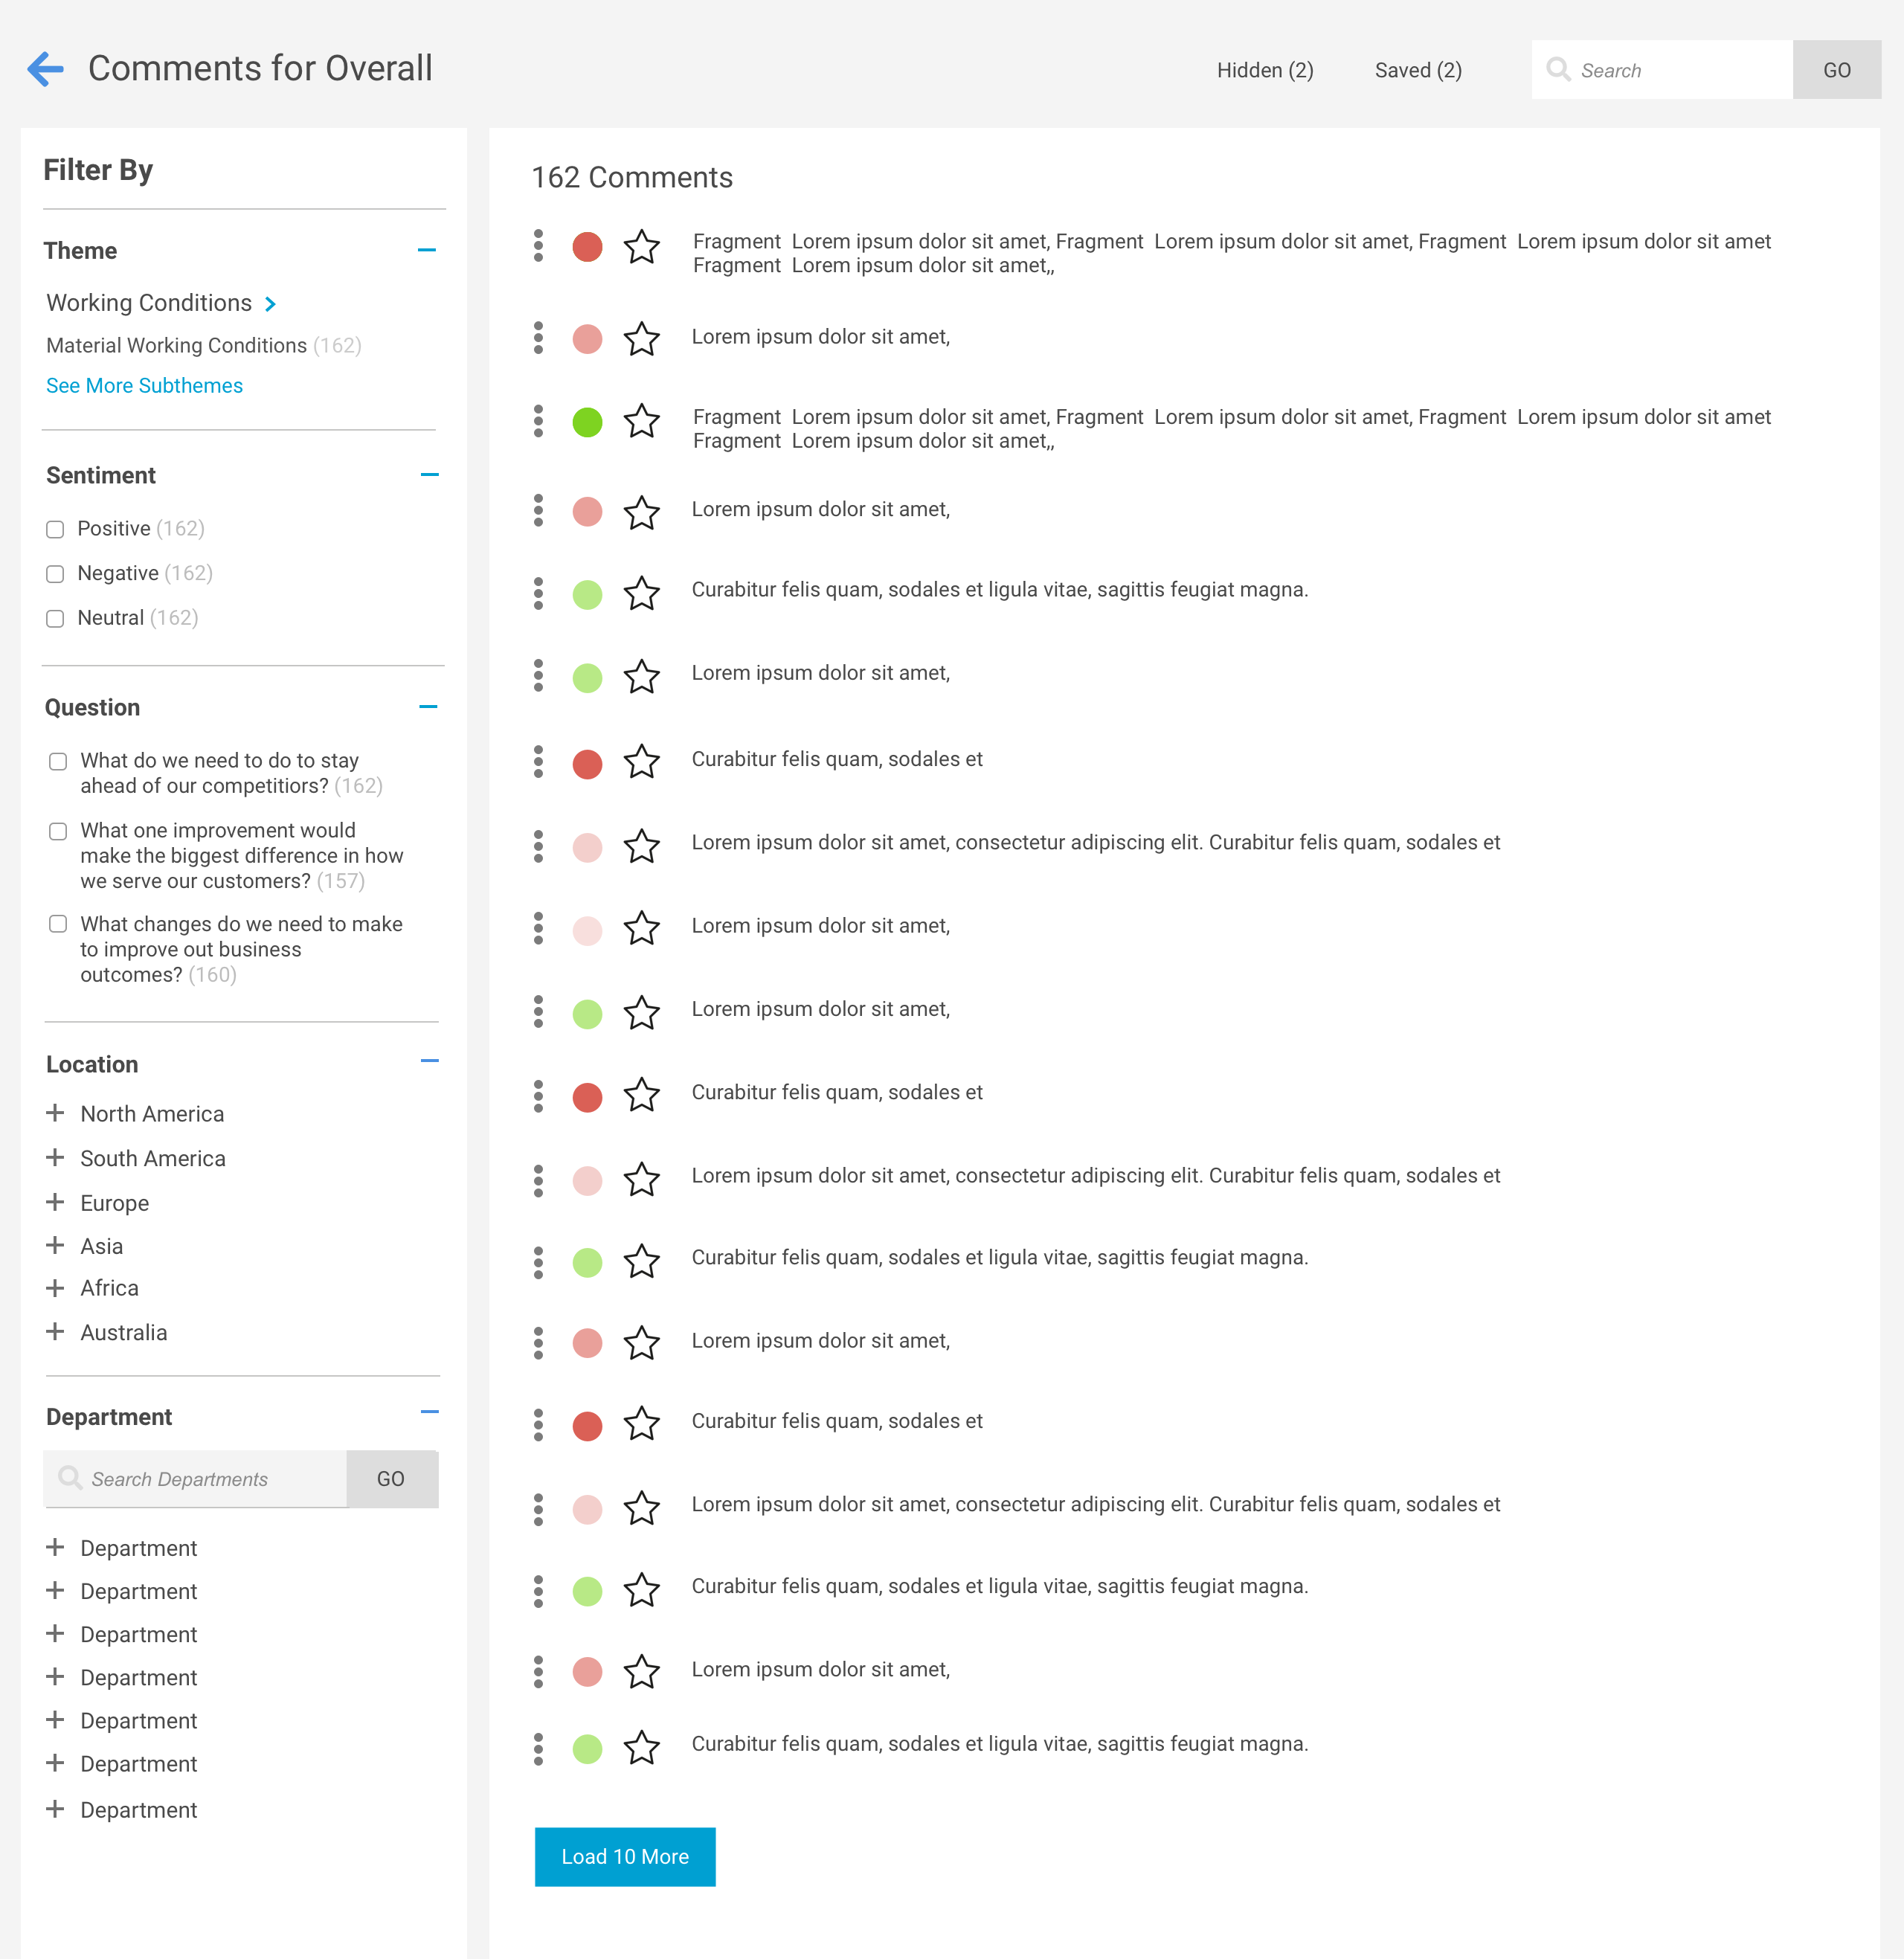 Comments for Overall
Hidden (2)
Saved (2)
Search
GO
Filter By
Theme
Working Conditions
Material Working Conditions (162)
See More Subthemes
Sentiment
Positive (162)
Negative (162)
Neutral (162)
Question
What do we need to do to stay
ahead of our competitiors? (162)
What one improvement would
make the biggest difference in how
we serve our customers? (157)
What changes do we need to make
to improve out business
outcomes? (160)
Location
North America
South America
Europe
Asia
Africa
Australia
Department
Search Departments
GO
Department
Department
Department
Department
Department
Department
Department
162 Comments
Fragment  Lorem ipsum dolor sit amet, Fragment  Lorem ipsum dolor sit amet, Fragment  Lorem ipsum dolor sit amet
Fragment  Lorem ipsum dolor sit amet,,
Lorem ipsum dolor sit amet,
Fragment  Lorem ipsum dolor sit amet, Fragment  Lorem ipsum dolor sit amet, Fragment  Lorem ipsum dolor sit amet
Fragment  Lorem ipsum dolor sit amet,,
Lorem ipsum dolor sit amet,
Curabitur felis quam, sodales et ligula vitae, sagittis feugiat magna.
Lorem ipsum dolor sit amet,
Curabitur felis quam, sodales et
Lorem ipsum dolor sit amet, consectetur adipiscing elit. Curabitur felis quam, sodales et
Lorem ipsum dolor sit amet,
Lorem ipsum dolor sit amet,
Curabitur felis quam, sodales et
Lorem ipsum dolor sit amet, consectetur adipiscing elit. Curabitur felis quam, sodales et
Curabitur felis quam, sodales et ligula vitae, sagittis feugiat magna.
Lorem ipsum dolor sit amet,
Curabitur felis quam, sodales et
Lorem ipsum dolor sit amet, consectetur adipiscing elit. Curabitur felis quam, sodales et
Curabitur felis quam, sodales et ligula vitae, sagittis feugiat magna.
Lorem ipsum dolor sit amet,
Curabitur felis quam, sodales et ligula vitae, sagittis feugiat magna.
Load 10 More